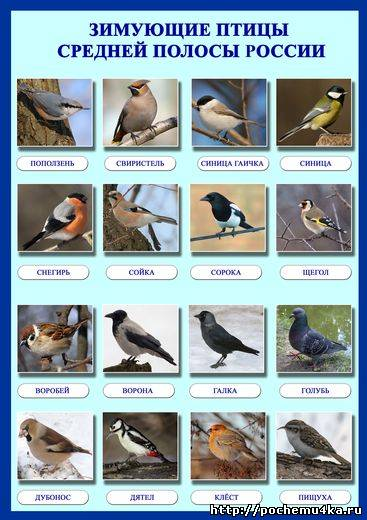 ЗИМУЮЩИЕ ПТИЦЫ
СРЕДНЕЙ ПОЛОСЫ РОССИИ
ПОПОЛЗЕНЬ
СВИРИСТЕЛЬ
СИНИЦА ГАИЧКА
СИНИЦА
СНЕГИРЬ
СОЙКА
СОРОКА
ЩЕГОЛ
ВОРОБЕЙ
ВОРОНА
ГАЛКА
ГОЛУБЬ
ДУБОНОС
ДЯТЕЛ
КЛЁСТ
ПИЩУХА
http://pochemu4ka.ru